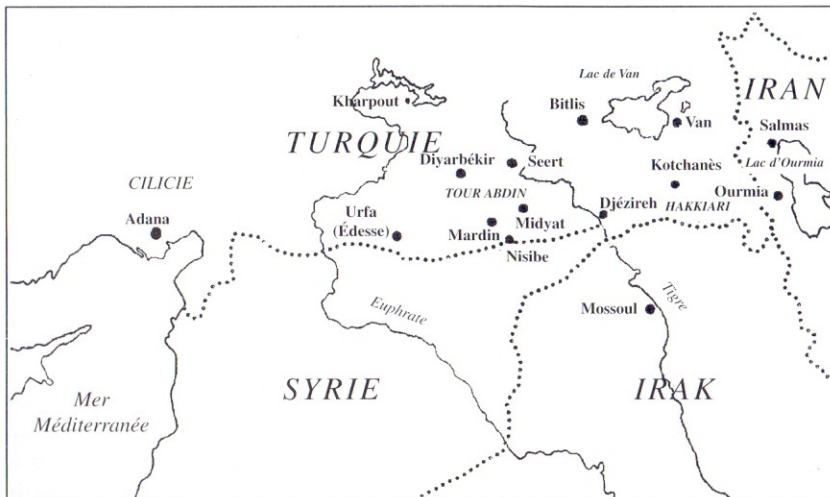 Lac de Van
IRAN
Kharpout
Bitlis
Van
Salmas
TURQUIE
Diyarbékir
Seert
Kotchanès
Lac d'Ourmia
CILICIE
TOUR ABDIN
Djézireh
HAKKIARI
Ourmia
Adana
Urfa
(Édesse)
Mardin
Midyat
Nisibe
Euphrate
Mossoul
Tigre
SYRIE
IRAK
Mer
Méditerranée